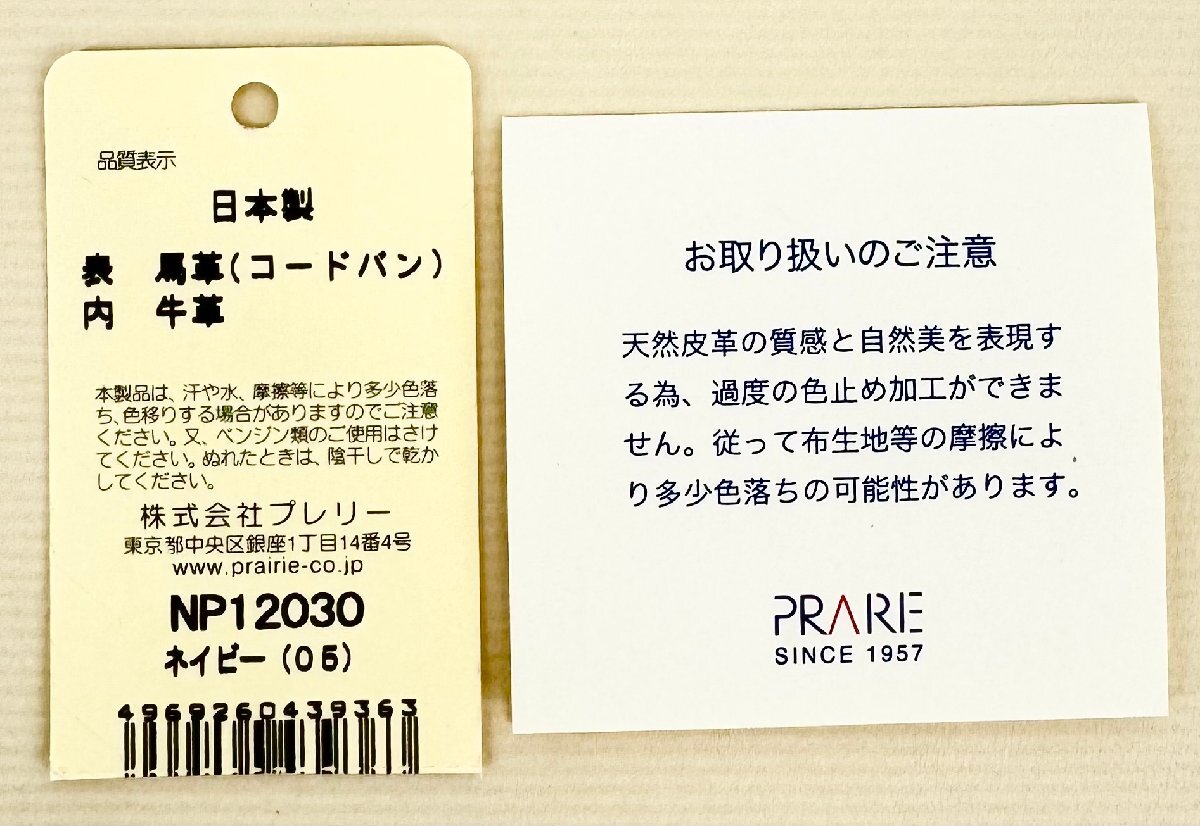 品質表示
日本製
表 馬革(コードバン)
内 牛革
本製品は、汗や水、摩擦等により多少色落
ち、色移りする場合がありますのでご注意
ください。又、ベンジン類のご使用はさけ
てください。ぬれたときは、陰干しで乾か
してください。
株式会社プレリー
東京都中央区銀座1丁目14番4号
www.prairie-co.jp
NP12030
ネイビー(05)
4969260439363
お取り扱いのご注意
天然皮革の質感と自然美を表現す
る為、過度の色止め加工ができま
せん。従って布生地等の摩擦によ
り多少色落ちの可能性があります。
PRAIRIE
SINCE 1957